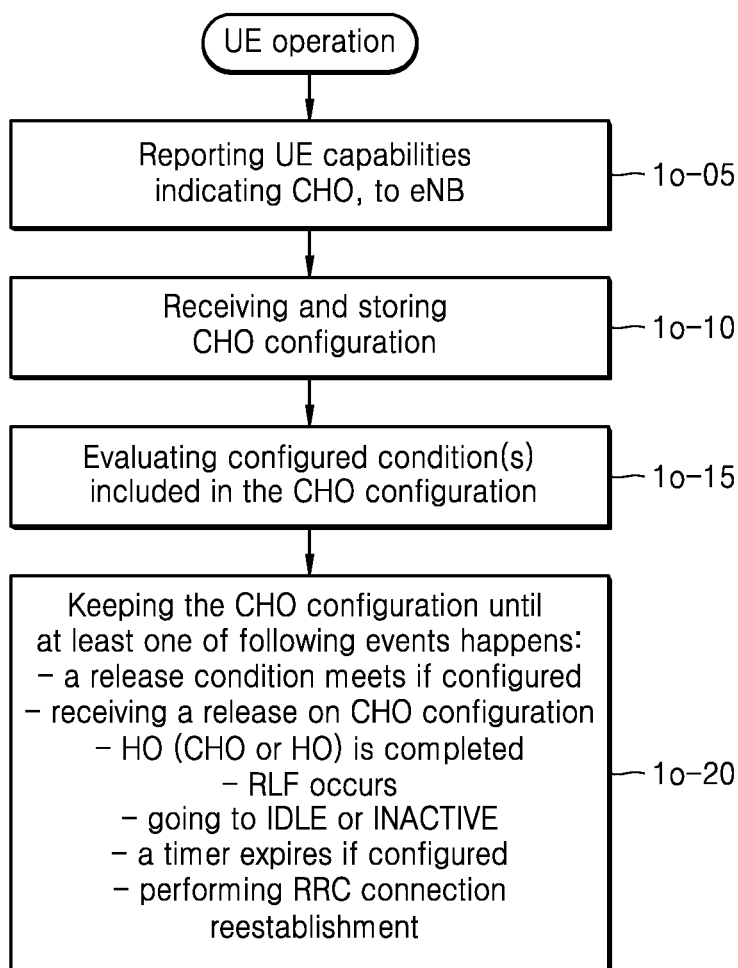 UE operation
Reporting UE capabilities
indicating CHO, to eNB
1o-05
Receiving and storing
CHO configuration
1o-10
Evaluating configured condition(s)
included in the CHO configuration
1o-15
Keeping the CHO configuration until
at least one of following events happens:
- a release condition meets if configured
- receiving a release on CHO configuration
- HO (CHO or HO) is completed
- RLF occurs
- going to IDLE or INACTIVE
- a timer expires if configured
- performing RRC connection
reestablishment
1o-20